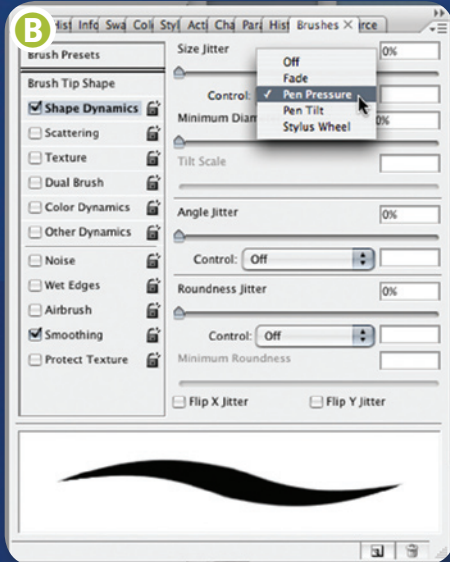 B
Hist Info Swa Col Styl Acti Cha Para Hist Brushes × rce
Brush Presets
Brush Tip Shape
Shape Dynamics
Scattering
Texture
Dual Brush
Color Dynamics
Other Dynamics
Noise
Wet Edges
Airbrush
Smoothing
Protect Texture
Size Jitter 0%
Off
Fade
Control: ✓ Pen Pressure
Pen Tilt
Minimum Diam 0%
Stylus Wheel
Tilt Scale
Angle Jitter 0%
Control: Off
Roundness Jitter 0%
Control: Off
Minimum Roundness
Flip X Jitter Flip Y Jitter